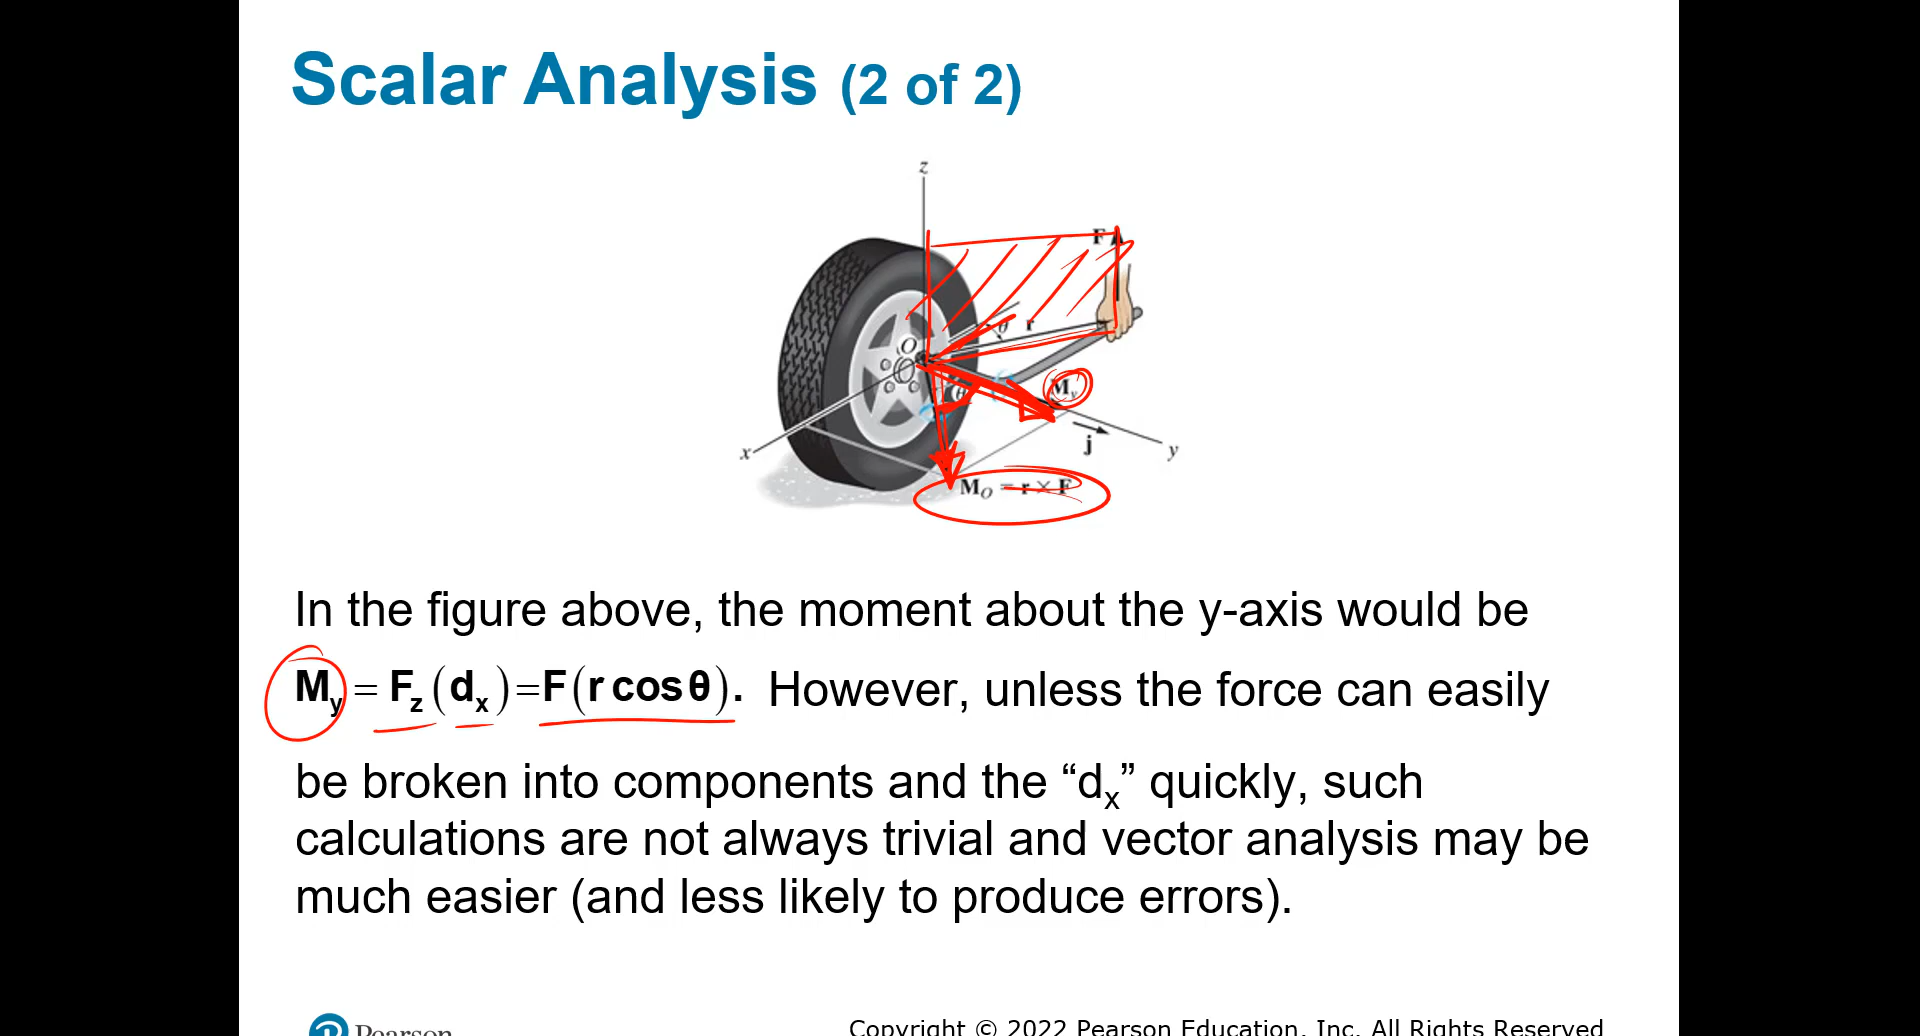 Scalar Analysis (2 of 2)
z
F
O
θ
r
O
θ
M_y
x
j
y
M_O = r × F
In the figure above, the moment about the y-axis would be
M_y = F_z (d_x) = F(r cos θ). However, unless the force can easily
be broken into components and the “d_x” quickly, such
calculations are not always trivial and vector analysis may be
much easier (and less likely to produce errors).
Pearson
Copyright © 2022 Pearson Education, Inc. All Rights Reserved